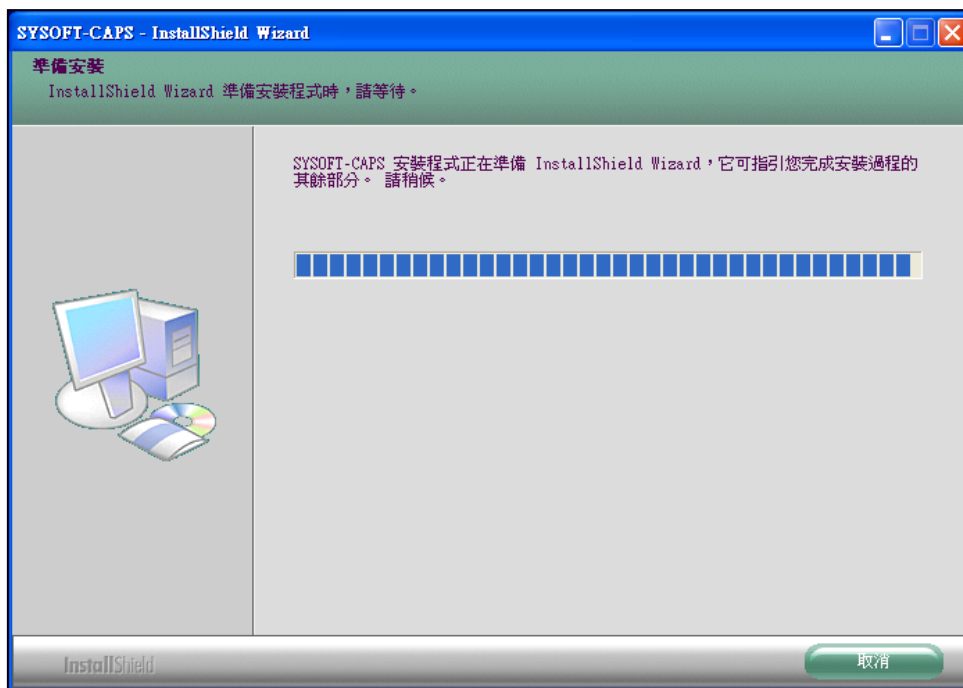 SYSOFT-CAPS - InstallShield Wizard
準備安裝
InstallShield Wizard 準備安裝程式時，請等待。
SYSOFT-CAPS 安裝程式正在準備 InstallShield Wizard，它可指引您完成安裝過程的
其餘部分。 請稍候。
InstallShield
取消